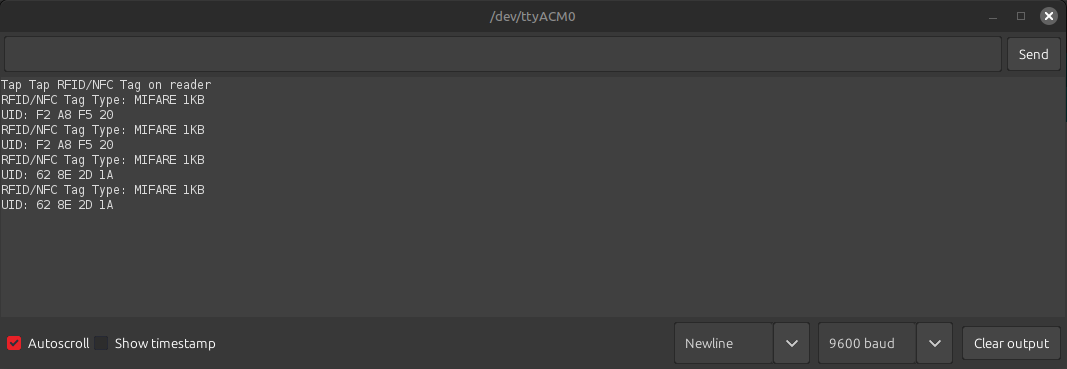 /dev/ttyACM0
Send
Tap Tap RFID/NFC Tag on reader
RFID/NFC Tag Type: MIFARE 1KB
UID: F2 A8 F5 20
RFID/NFC Tag Type: MIFARE 1KB
UID: F2 A8 F5 20
RFID/NFC Tag Type: MIFARE 1KB
UID: 62 8E 2D 1A
RFID/NFC Tag Type: MIFARE 1KB
UID: 62 8E 2D 1A
Autoscroll Show timestamp Newline 9600 baud Clear output